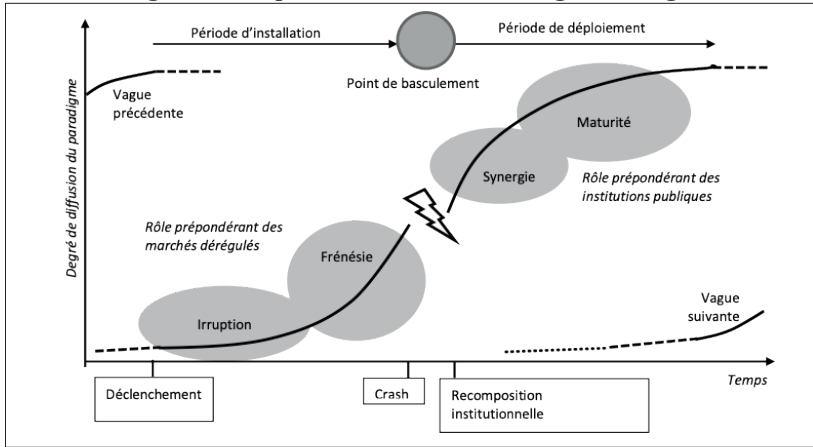 Période d'installation
Période de déploiement
Point de basculement
Vague
précédente
Degré de diffusion du paradigme
Maturité
Synergie
Rôle prépondérant des
institutions publiques
Rôle prépondérant des
marchés dérégulés
Frénésie
Irruption
Vague
suivante
Temps
Déclenchement
Crash
Recomposition
institutionnelle